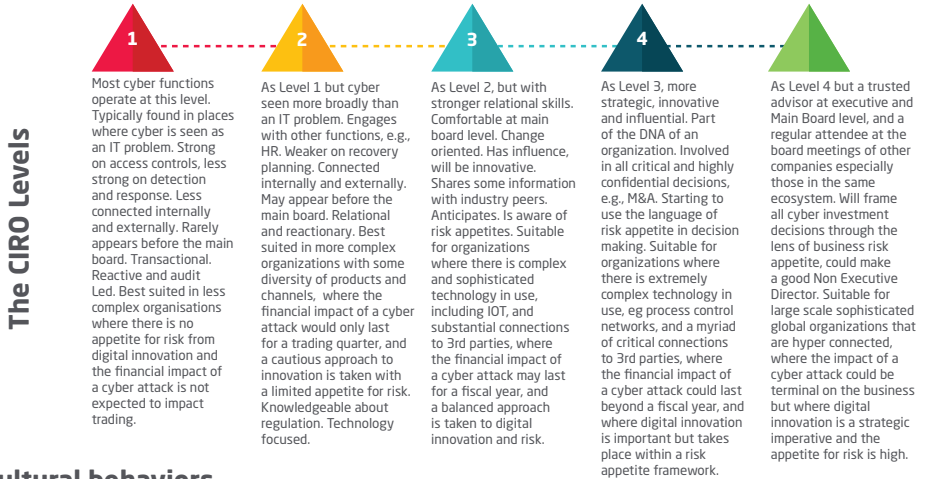 The CIRO Levels
1
Most cyber functions
operate at this level.
Typically found in places
where cyber is seen as
an IT problem. Strong
on access controls, less
strong on detection
and response. Less
connected internally
and externally. Rarely
appears before the main
board. Transactional.
Reactive and audit
Led. Best suited in less
complex organisations
where there is no
appetite for risk from
digital innovation and
the financial impact of
a cyber attack is not
expected to impact
trading.
2
As Level 1 but cyber
seen more broadly than
an IT problem. Engages
with other functions, e.g.,
HR. Weaker on recovery
planning. Connected
internally and externally.
May appear before the
main board. Relational
and reactionary. Best
suited in more complex
organizations with some
diversity of products and
channels, where the
financial impact of a cyber
attack would only last
for a trading quarter, and
a cautious approach to
innovation is taken with
a limited appetite for risk.
Knowledgeable about
regulation. Technology
focused.
3
As Level 2, but with
stronger relational skills.
Comfortable at main
board level. Change
oriented. Has influence,
will be innovative.
Shares some information
with industry peers.
Anticipates. Is aware of
risk appetites. Suitable
for organizations
where there is complex
and sophisticated
technology in use,
including IOT, and
substantial connections
to 3rd parties, where
the financial impact of
a cyber attack may last
for a fiscal year, and
a balanced approach
is taken to digital
innovation and risk.
4
As Level 3, more
strategic, innovative
and influential. Part
of the DNA of an
organization. Involved
in all critical and highly
confidential decisions,
e.g., M&A. Starting to
use the language of
risk appetite in decision
making. Suitable for
organizations where
there is extremely
complex technology in
use, eg process control
networks, and a myriad
of critical connections
to 3rd parties, where
the financial impact of
a cyber attack could last
beyond a fiscal year, and
where digital innovation
is important but takes
place within a risk
appetite framework.
As Level 4 but a trusted
advisor at executive and
Main Board level, and a
regular attendee at the
board meetings of other
companies especially
those in the same
ecosystem. Will frame
all cyber investment
decisions through the
lens of business risk
appetite, could make
a good Non Executive
Director. Suitable for
large scale sophisticated
global organizations that
are hyper connected,
where the impact of a
cyber attack could be
terminal on the business
but where digital
innovation is a strategic
imperative and the
appetite for risk is high.